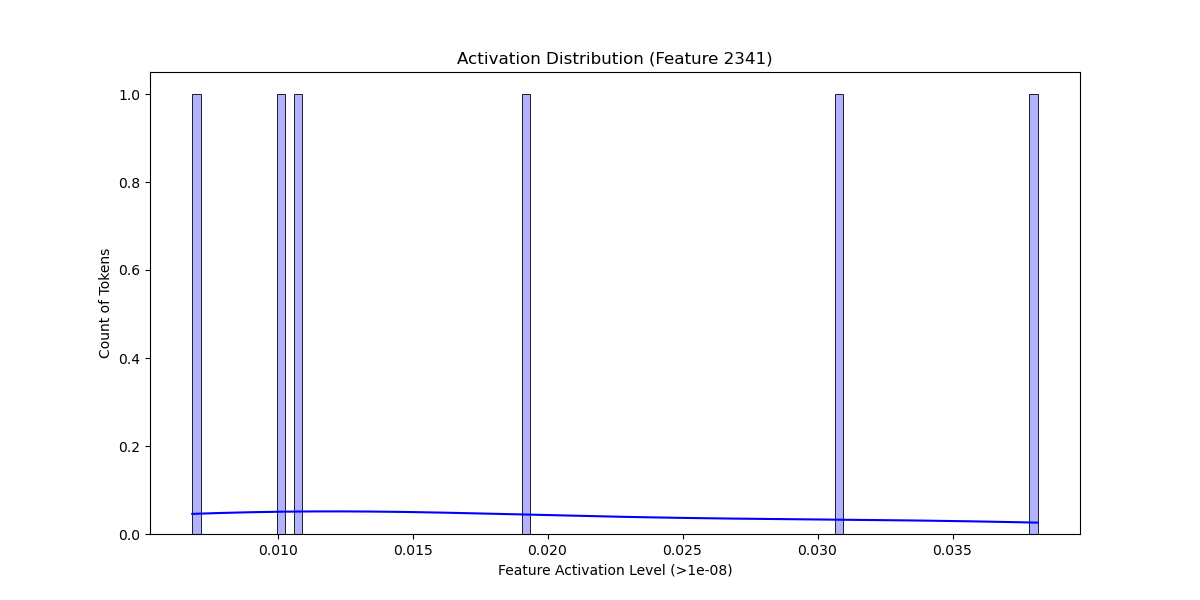 Activation Distribution (Feature 2341)
1.0
0.8
0.6
0.4
0.2
0.0
Count of Tokens
0.010 0.015 0.020 0.025 0.030 0.035
Feature Activation Level (>1e-08)